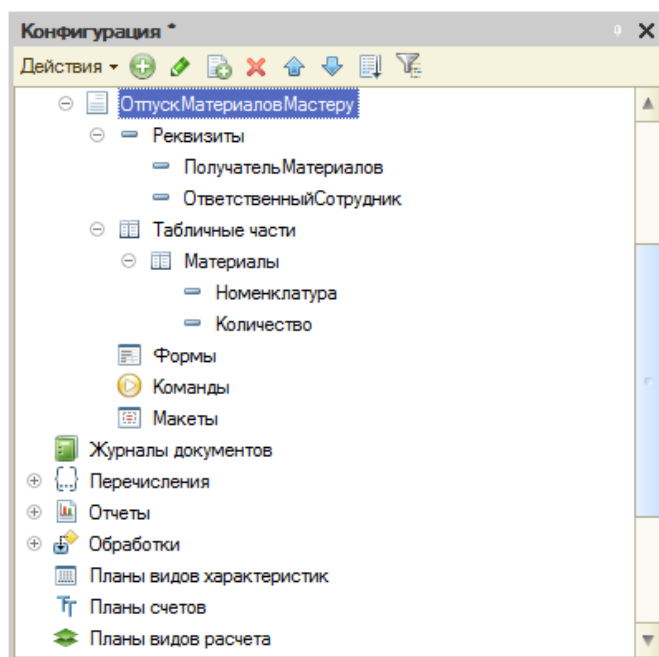 Конфигурация *
Действия
ОтпускМатериаловМастеру
Реквизиты
ПолучательМатериалов
ОтветственныйСотрудник
Табличные части
Материалы
Номенклатура
Количество
Формы
Команды
Макеты
Журналы документов
Перечисления
Отчеты
Обработки
Планы видов характеристик
Планы счетов
Планы видов расчета